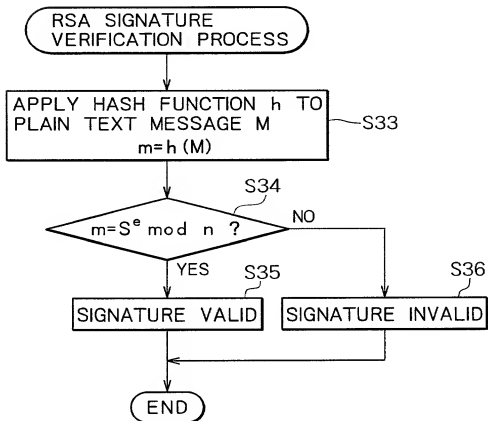 RSA SIGNATURE
VERIFICATION PROCESS
APPLY HASH FUNCTION h TO
PLAIN TEXT MESSAGE M
m=h(M)
S33
S34
m=Sᵉ mod n ?
NO
YES
S35
S36
SIGNATURE VALID
SIGNATURE INVALID
END